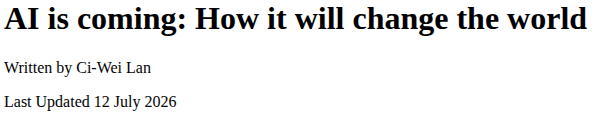 AI is coming: How it will change the world
Written by Ci-Wei Lan
Last Updated 12 July 2026